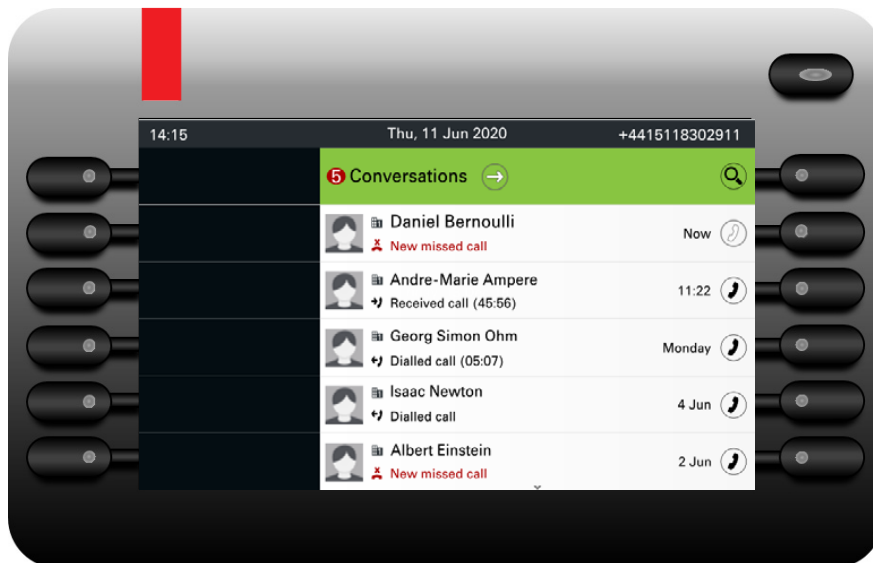 14:15 Thu, 11 Jun 2020 +4415118302911
5 Conversations
Daniel Bernoulli
New missed call
Now
Andre-Marie Ampere
Received call (45:56)
11:22
Georg Simon Ohm
Dialled call (05:07)
Monday
Isaac Newton
Dialled call
4 Jun
Albert Einstein
New missed call
2 Jun